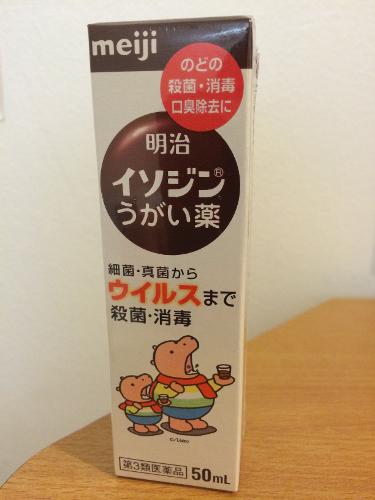 meiji
のどの
殺菌・消毒
口臭除去に
明治
イソジン®
うがい薬
細菌・真菌から
ウイルスまで
殺菌・消毒
第3類医薬品
50mL